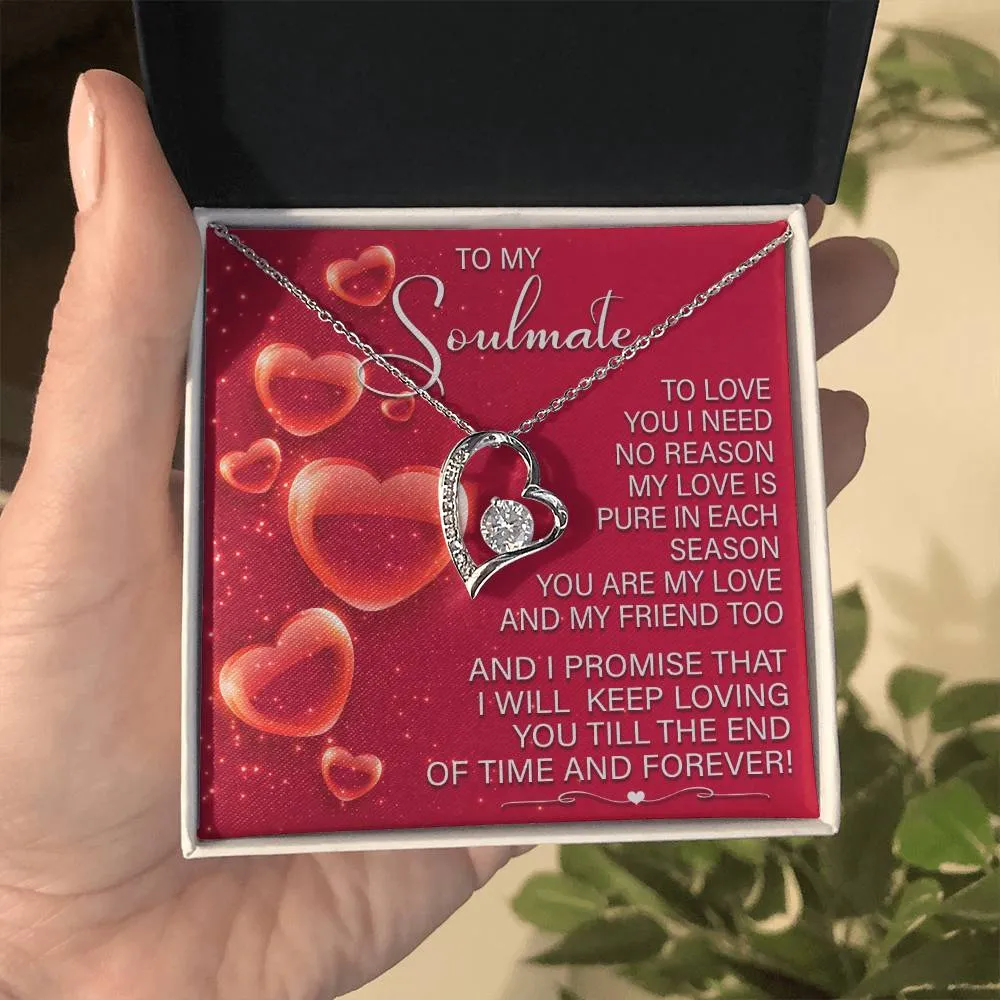 TO MY
Soulmate
TO LOVE
YOU I NEED
NO REASON
MY LOVE IS
PURE IN EACH
SEASON
YOU ARE MY LOVE
AND MY FRIEND TOO
AND I PROMISE THAT
I WILL KEEP LOVING
YOU TILL THE END
OF TIME AND FOREVER!